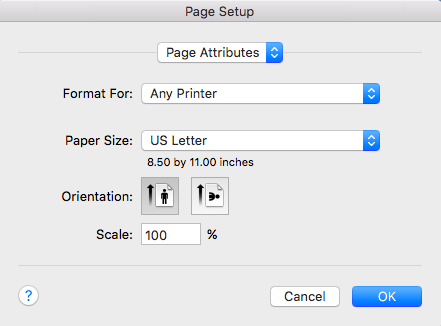 Page Setup
Page Attributes
Format For: Any Printer
Paper Size: US Letter
8.50 by 11.00 inches
Orientation:
Scale: 100 %
? Cancel OK